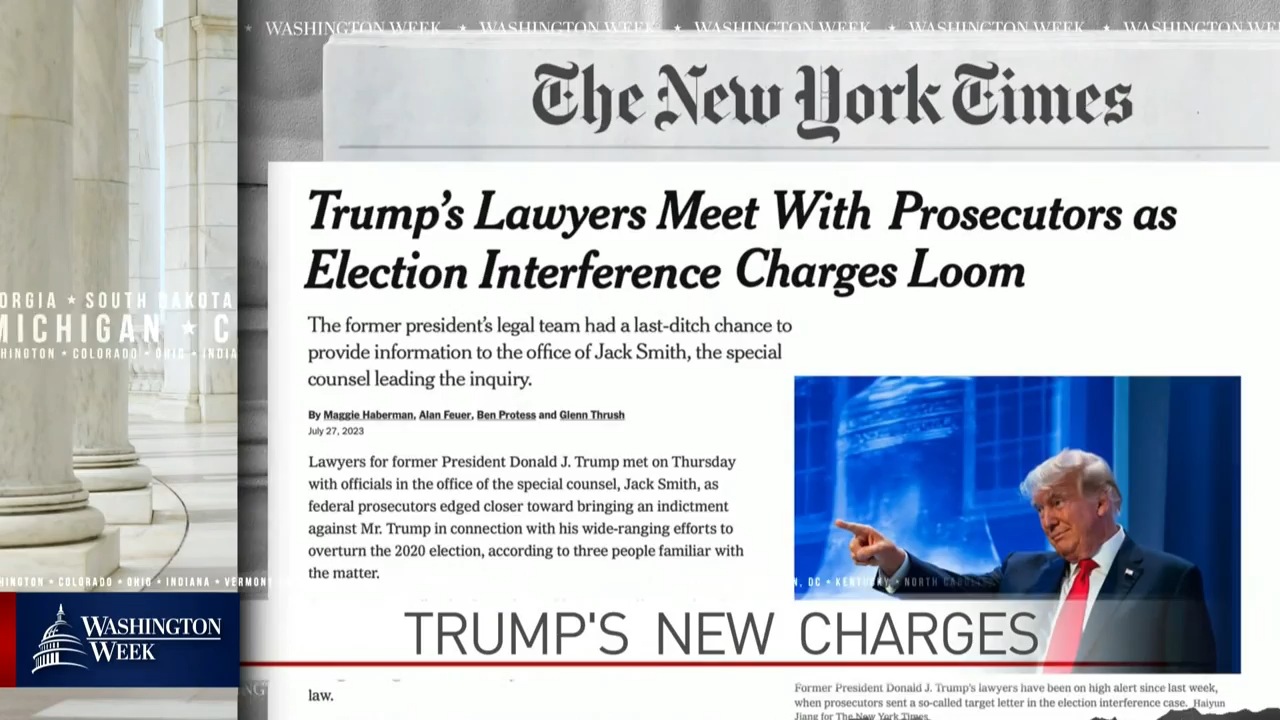 WASHINGTON WEEK ★ WASHINGTON WEEK ★ WASHINGTON WEEK ★ WASHINGTON WEEK ★ WASHINGTON
The New York Times
Trump's Lawyers Meet With Prosecutors as
Election Interference Charges Loom
The former president's legal team had a last-ditch chance to
provide information to the office of Jack Smith, the special
counsel leading the inquiry.
By Maggie Haberman, Alan Feuer, Ben Protess and Glenn Thrush
July 27, 2023
Lawyers for former President Donald J. Trump met on Thursday
with officials in the office of the special counsel, Jack Smith, as
federal prosecutors edged closer toward bringing an indictment
against Mr. Trump in connection with his wide-ranging efforts to
overturn the 2020 election, according to three people familiar with
the matter.
law.
Former President Donald J. Trump's lawyers have been on high alert since last week,
when prosecutors sent a so-called target letter in the election interference case. Haiyun
Jiang for The New York Times
ORGIA ★ SOUTH DAKOTA
MICHIGAN ★ C
HINGTON ★ COLORADO ★ OHIO ★ INDIA
HINGTON ★ COLORADO ★ OHIO ★ INDIANA ★ VERMONT
N, DC ★ KENTUCKY ★ NORTH CAROLINA
TRUMP'S NEW CHARGES
WASHINGTON
WEEK